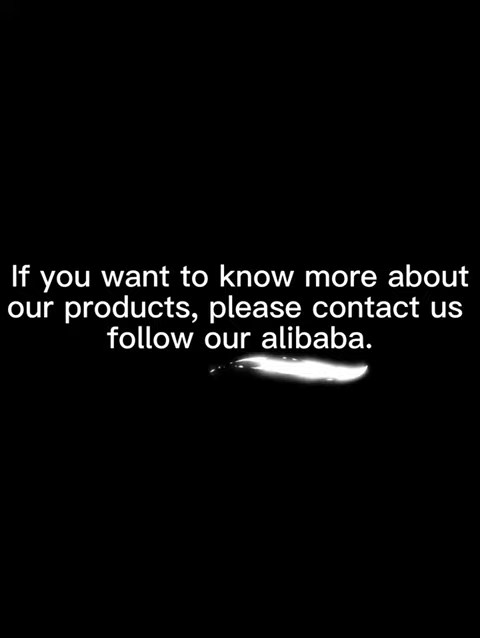 If you want to know more about
our products, please contact us
follow our alibaba.